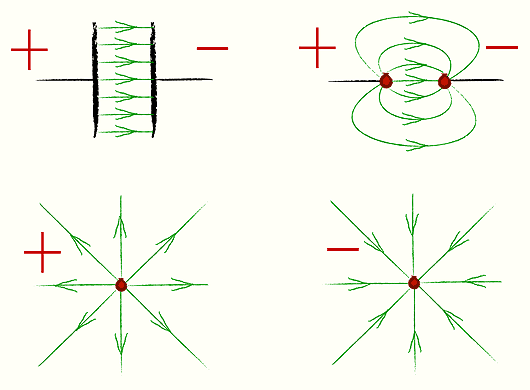 + − + −
+ −